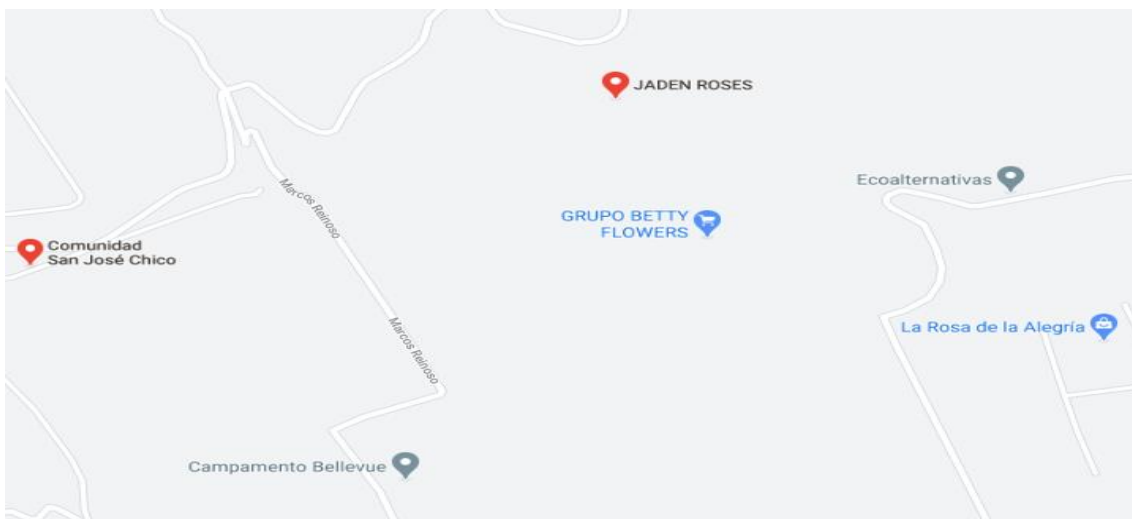 JADEN ROSES
Ecoalternativas
Marcos Reinoso
GRUPO BETTY
FLOWERS
Comunidad
San José Chico
La Rosa de la Alegría
Marcos Reinoso
Campamento Bellevue